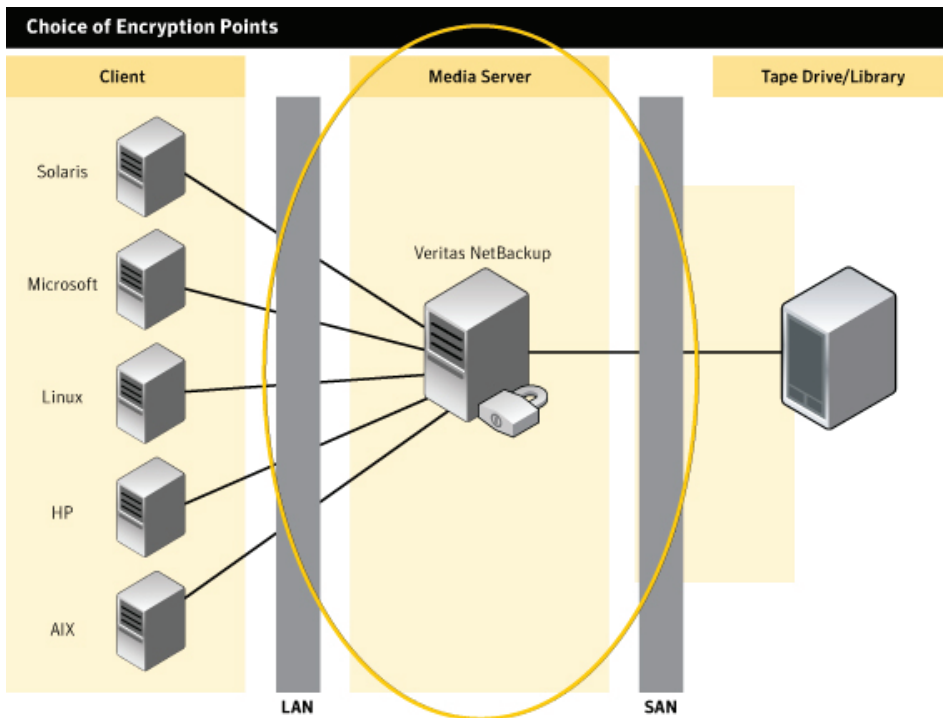 Choice of Encryption Points
Client
Media Server
Tape Drive/Library
Solaris
Veritas NetBackup
Microsoft
Linux
HP
AIX
LAN
SAN